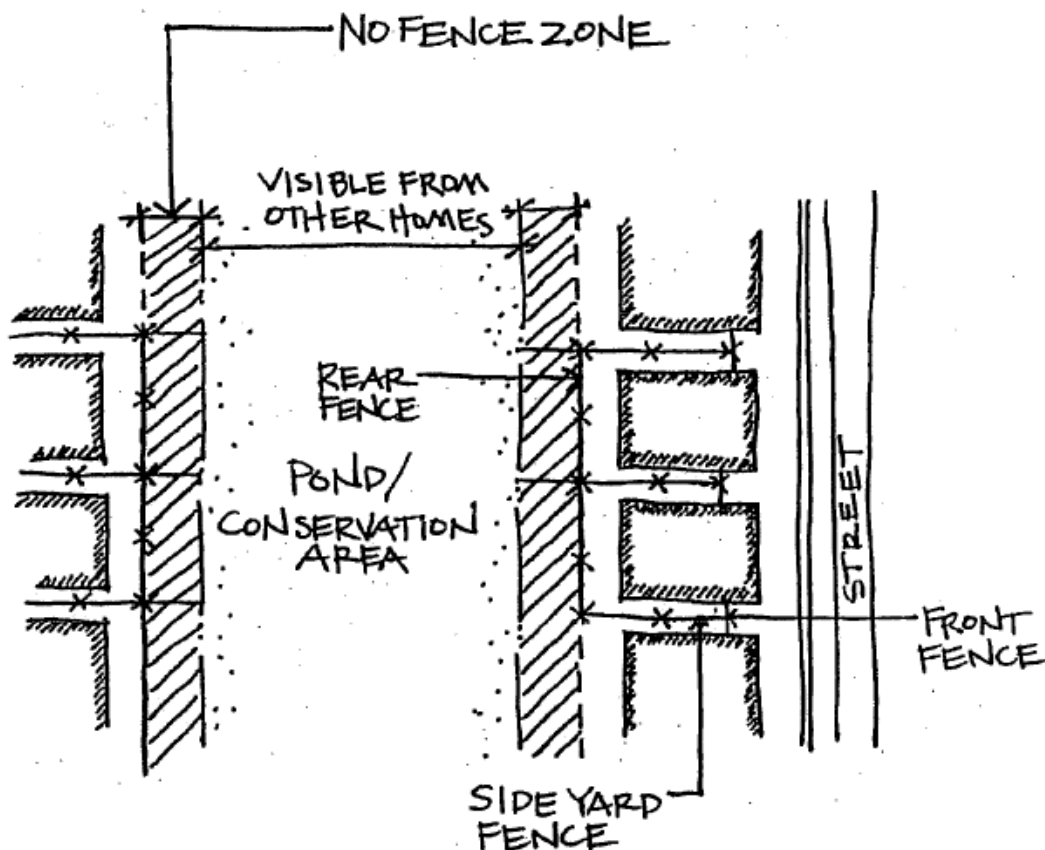 NO FENCE ZONE
VISIBLE FROM
OTHER HOMES
REAR
FENCE
POND/
CONSERVATION
AREA
STREET
FRONT
FENCE
SIDE YARD
FENCE